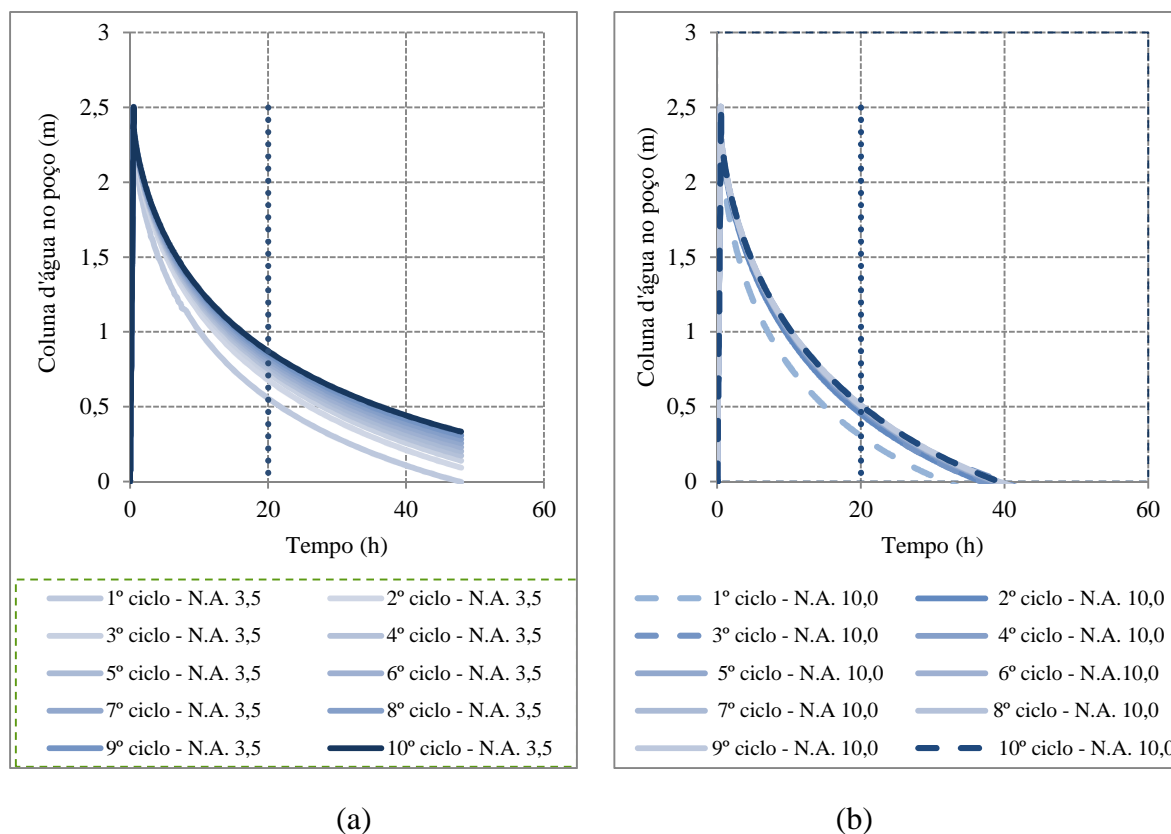 3
2,5
2
1,5
1
0,5
0
Coluna d'água no poço (m)
0 20 40 60
Tempo (h)
1º ciclo - N.A. 3,5 2º ciclo - N.A. 3,5
3º ciclo - N.A. 3,5 4º ciclo - N.A. 3,5
5º ciclo - N.A. 3,5 6º ciclo - N.A. 3,5
7º ciclo - N.A. 3,5 8º ciclo - N.A. 3,5
9º ciclo - N.A. 3,5 10º ciclo - N.A. 3,5
(a)
3
2,5
2
1,5
1
0,5
0
Coluna d'água no poço (m)
0 20 40 60
Tempo (h)
1º ciclo - N.A. 10,0 2º ciclo - N.A. 10,0
3º ciclo - N.A. 10,0 4º ciclo - N.A. 10,0
5º ciclo - N.A. 10,0 6º ciclo - N.A.10,0
7º ciclo - N.A 10,0 8º ciclo - N.A. 10,0
9º ciclo - N.A. 10,0 10º ciclo - N.A. 10,0
(b)